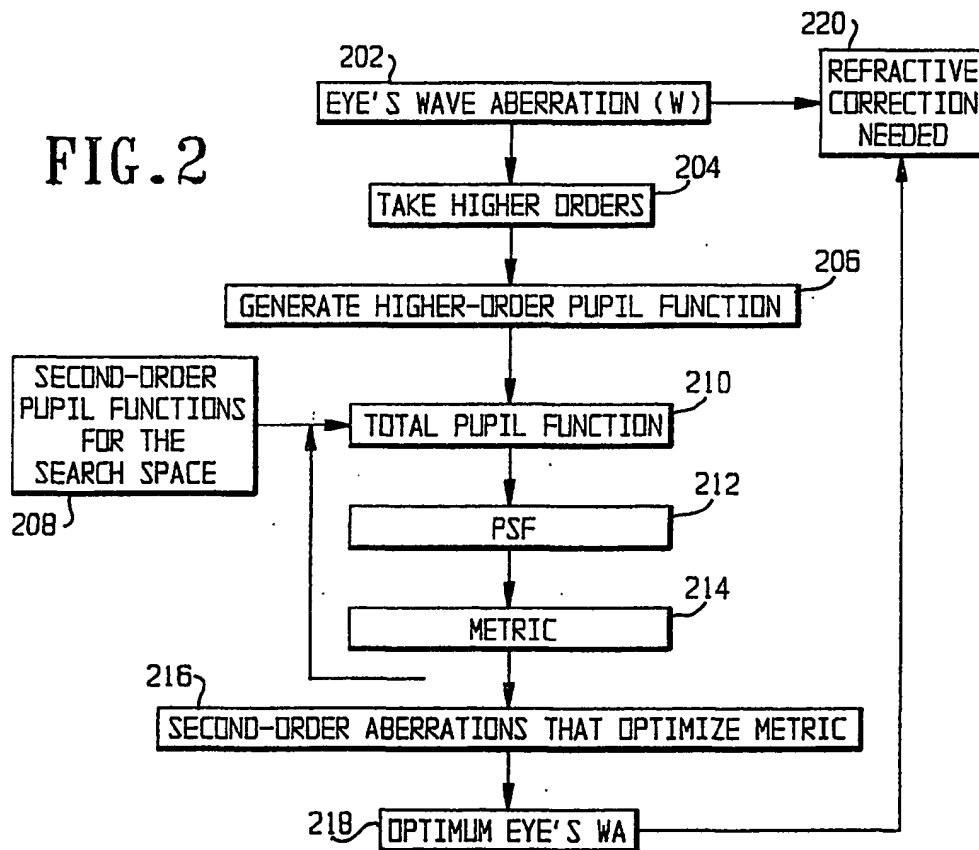 FIG.2
202
EYE'S WAVE ABERRATION (W)
220
REFRACTIVE
CORRECTION
NEEDED
204
TAKE HIGHER ORDERS
206
GENERATE HIGHER-ORDER PUPIL FUNCTION
SECOND-ORDER
PUPIL FUNCTIONS
FOR THE
SEARCH SPACE
208
210
TOTAL PUPIL FUNCTION
212
PSF
214
METRIC
216
SECOND-ORDER ABERRATIONS THAT OPTIMIZE METRIC
218
OPTIMUM EYE'S WA